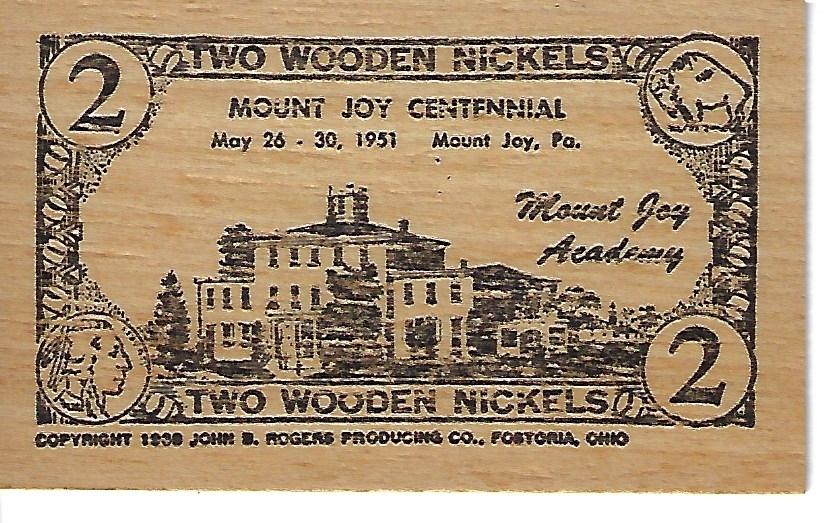 2 TWO WOODEN NICKELS
MOUNT JOY CENTENNIAL
May 26 - 30, 1951 Mount Joy, Pa.
Mount Joy
Academy
TWO WOODEN NICKELS 2
COPYRIGHT 1938 JOHN B. ROGERS PRODUCING CO., FOSTORIA, OHIO